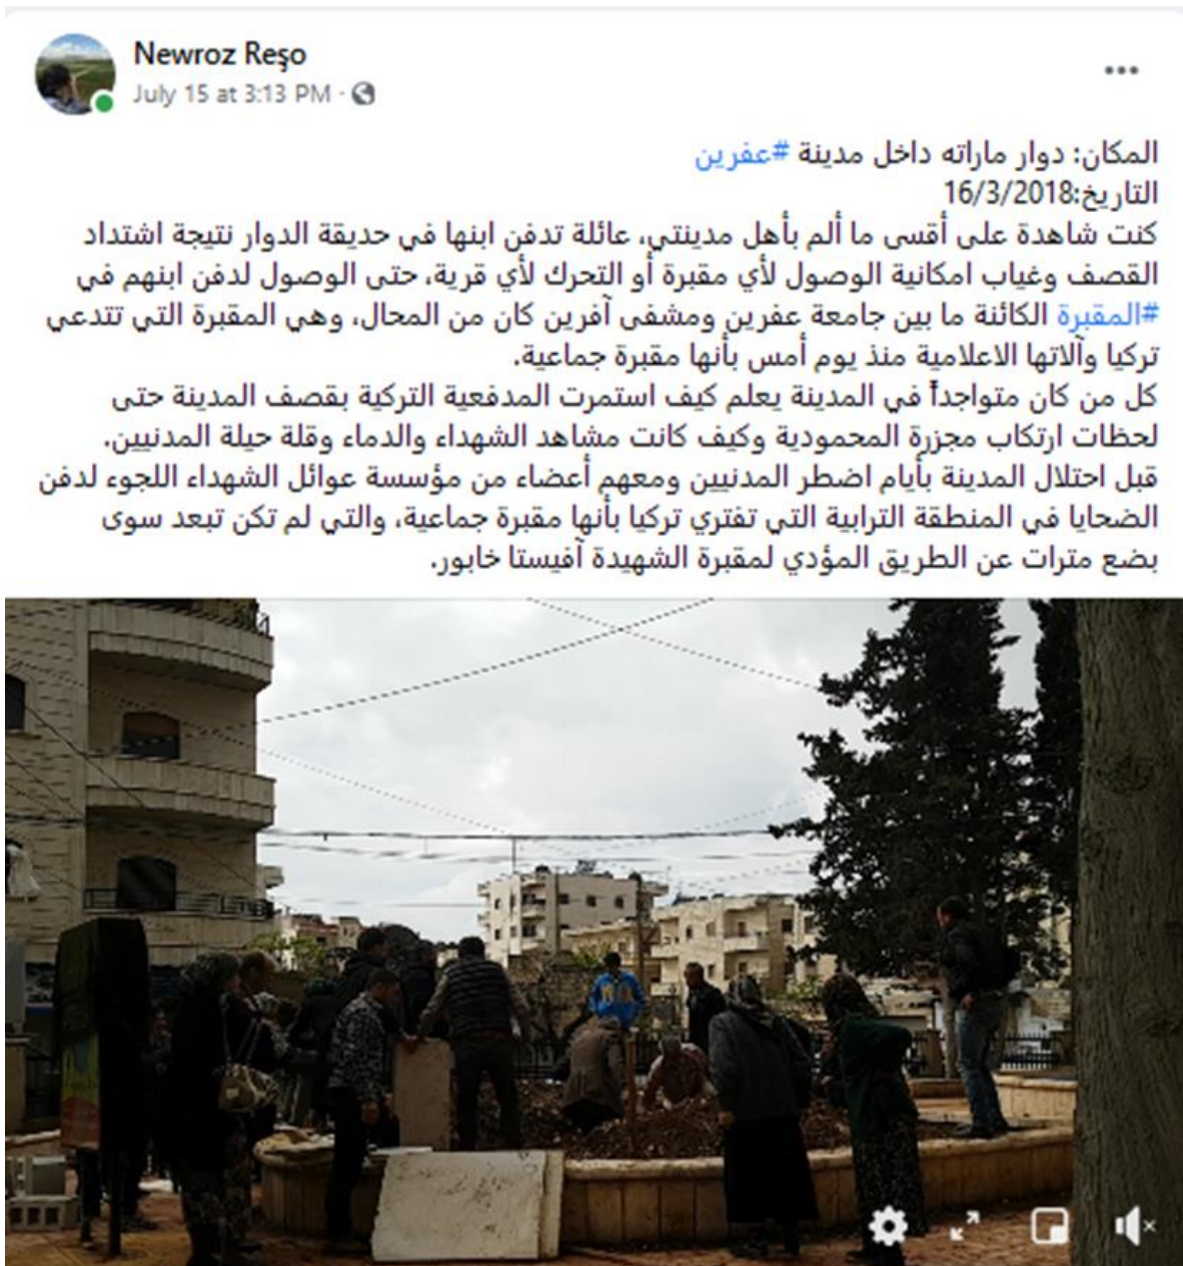 Newroz Reşo
July 15 at 3:13 PM ·
المكان: دوار ماراته داخل مدينة #عفرين
التاريخ:16/3/2018
كنت شاهدة على أقسى ما ألم بأهل مدينتي، عائلة تدفن ابنها في حديقة الدوار نتيجة اشتداد
القصف وغياب امكانية الوصول لأي مقبرة أو التحرك لأي قرية، حتى الوصول لدفن ابنهم في
#المقبرة الكائنة ما بين جامعة عفرين ومشفى آفرين كان من المحال، وهي المقبرة التي تتدعي
تركيا وآلاتها الاعلامية منذ يوم أمس بأنها مقبرة جماعية.
كل من كان متواجداً في المدينة يعلم كيف استمرت المدفعية التركية بقصف المدينة حتى
لحظات ارتكاب مجزرة المحمودية وكيف كانت مشاهد الشهداء والدماء وقلة حيلة المدنيين.
قبل احتلال المدينة بأيام اضطر المدنيين ومعهم أعضاء من مؤسسة عوائل الشهداء اللجوء لدفن
الضحايا في المنطقة الترابية التي تفتري تركيا بأنها مقبرة جماعية، والتي لم تكن تبعد سوى
بضع مترات عن الطريق المؤدي لمقبرة الشهيدة آفيستا خابور.